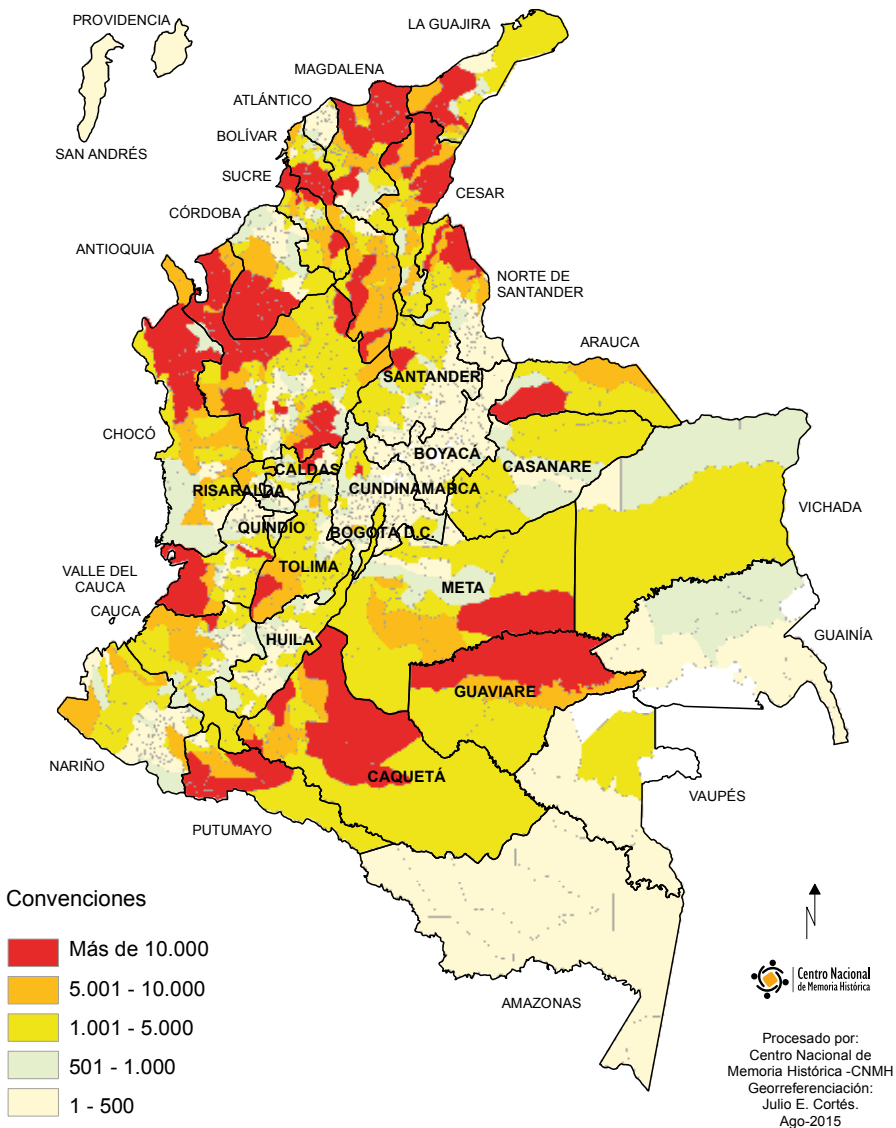 PROVIDENCIA
LA GUAJIRA
MAGDALENA
ATLÁNTICO
BOLÍVAR
SAN ANDRÉS
SUCRE
CESAR
CÓRDOBA
ANTIOQUIA
NORTE DE
SANTANDER
ARAUCA
SANTANDER
CHOCÓ
BOYACÁ
CALDAS
CASANARE
RISARALDA
CUNDINAMARCA
VICHADA
QUINDIO
BOGOTÁ D.C.
VALLE DEL
CAUCA
TOLIMA
META
CAUCA
HUILA
GUAINÍA
GUAVIARE
NARIÑO
CAQUETÁ
VAUPÉS
PUTUMAYO
AMAZONAS
Convenciones
Más de 10.000
5.001 - 10.000
1.001 - 5.000
501 - 1.000
1 - 500
N
Centro Nacional
de Memoria Histórica
Procesado por:
Centro Nacional de
Memoria Histórica -CNMH
Georreferenciación:
Julio E. Cortés.
Ago-2015